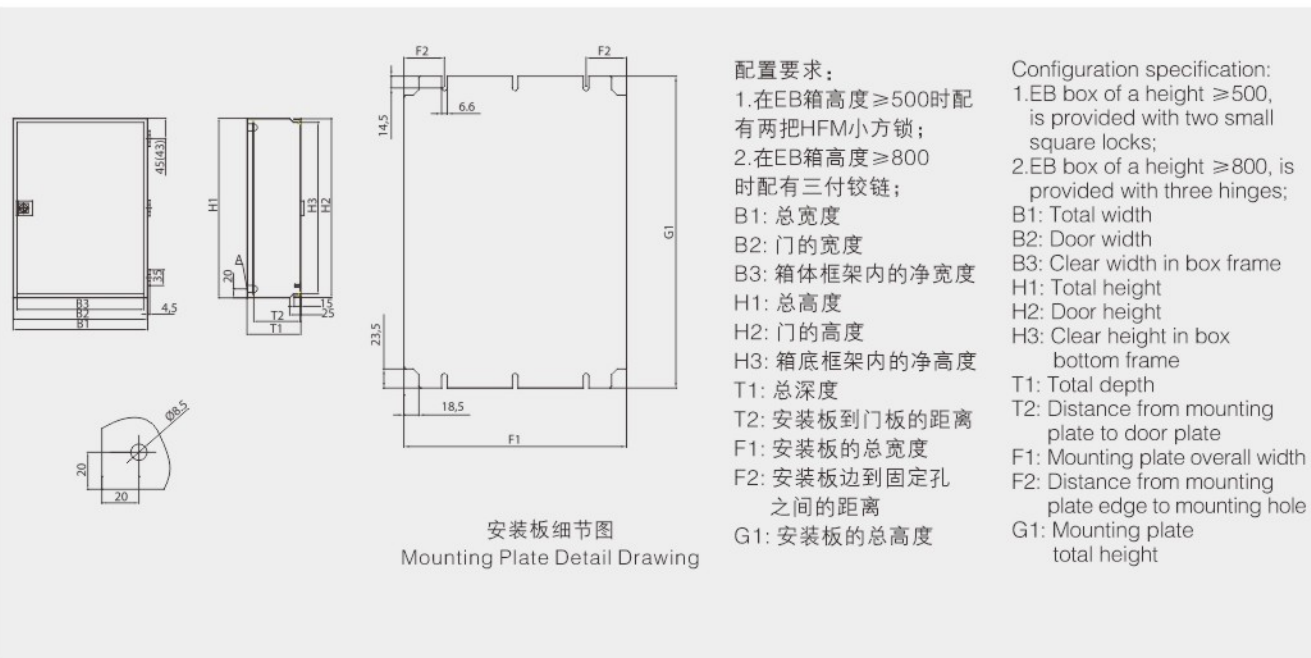 45(43)
35
B3
B2
B1
4,5
H1
H3
H2
A
20
15
25
T2
T1
Ø8,5
20
20
F2
F2
6.6
14,5
G1
23,5
18,5
F1
安装板细节图
Mounting Plate Detail Drawing
配置要求：
1.在EB箱高度≥500时配
有两把HFM小方锁；
2.在EB箱高度≥800
时配有三付铰链；
B1: 总宽度
B2: 门的宽度
B3: 箱体框架内的净宽度
H1: 总高度
H2: 门的高度
H3: 箱底框架内的净高度
T1: 总深度
T2: 安装板到门板的距离
F1: 安装板的总宽度
F2: 安装板边到固定孔
之间的距离
G1: 安装板的总高度
Configuration specification:
1.EB box of a height ≥500,
is provided with two small
square locks;
2.EB box of a height ≥800, is
provided with three hinges;
B1: Total width
B2: Door width
B3: Clear width in box frame
H1: Total height
H2: Door height
H3: Clear height in box
bottom frame
T1: Total depth
T2: Distance from mounting
plate to door plate
F1: Mounting plate overall width
F2: Distance from mounting
plate edge to mounting hole
G1: Mounting plate
total height